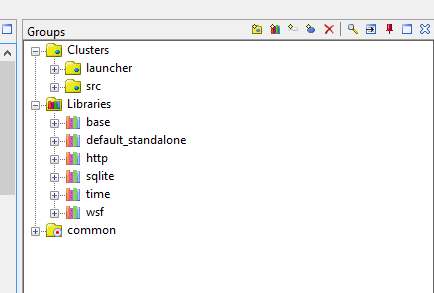 Groups
Clusters
launcher
src
Libraries
base
default_standalone
http
sqlite
time
wsf
common